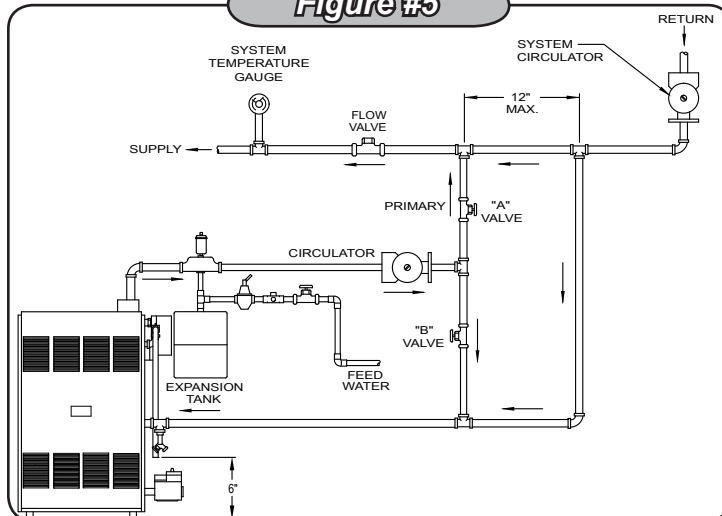 Figure #5
RETURN
SYSTEM
TEMPERATURE
GAUGE
SYSTEM
CIRCULATOR
12"
MAX.
FLOW
VALVE
SUPPLY
PRIMARY
"A"
VALVE
CIRCULATOR
"B"
VALVE
FEED
WATER
EXPANSION
TANK
6"